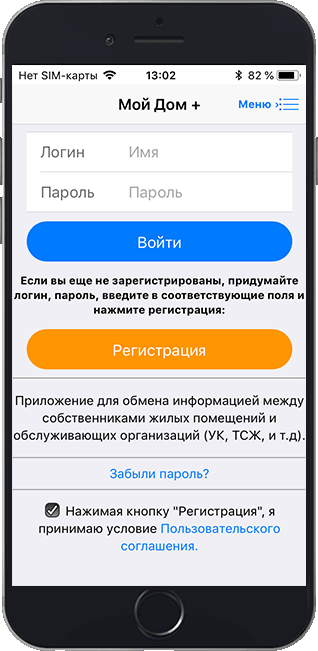 Нет SIM-карты 13:02 82 %
Мой Дом + Меню ›
Логин Имя
Пароль Пароль
Войти
Если вы еще не зарегистрированы, придумайте
логин, пароль, введите в соответствующие поля и
нажмите регистрация:
Регистрация
Приложение для обмена информацией между
собственниками жилых помещений и
обслуживающих организаций (УК, ТСЖ, и т.д).
Забыли пароль?
Нажимая кнопку "Регистрация", я
принимаю условие Пользовательского
соглашения.